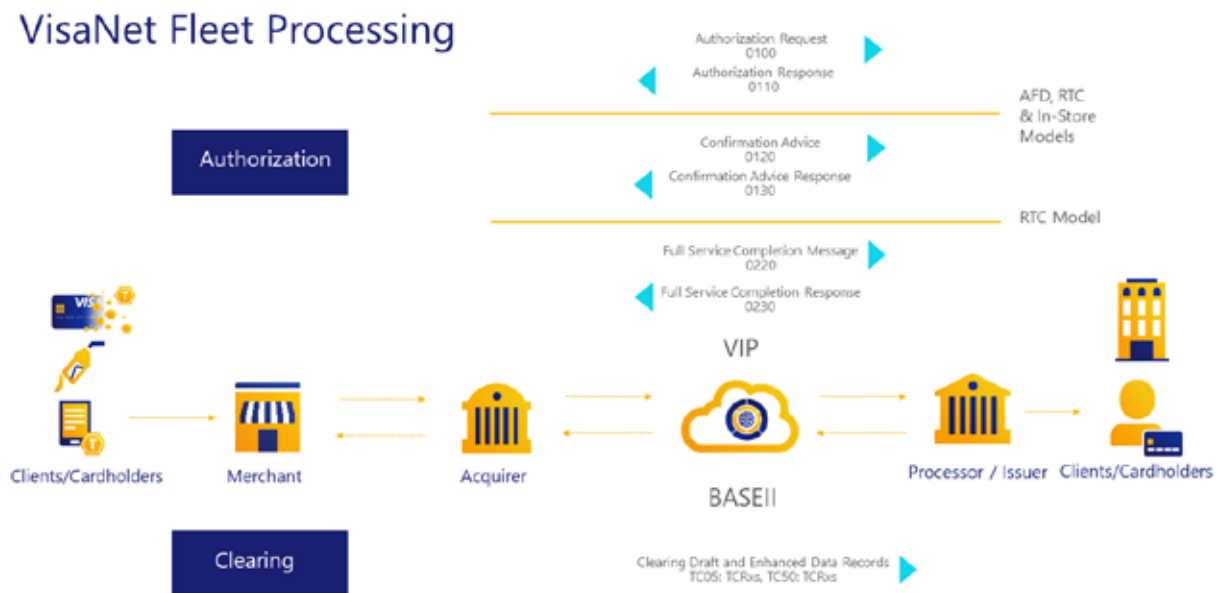 VisaNet Fleet Processing
Authorization Request
0100
Authorization Response
0110
AFD, RTC
& In-Store
Models
Authorization
Confirmation Advice
0120
Confirmation Advice Response
0130
RTC Model
Full Service Completion Message
0220
Full Service Completion Response
0230
VISA
T
VIP
T
Clients/Cardholders
Merchant
Acquirer
Processor / Issuer
Clients/Cardholders
BASEII
Clearing
Clearing Draft and Enhanced Data Records
TC05: TCRxs, TC50: TCRxs